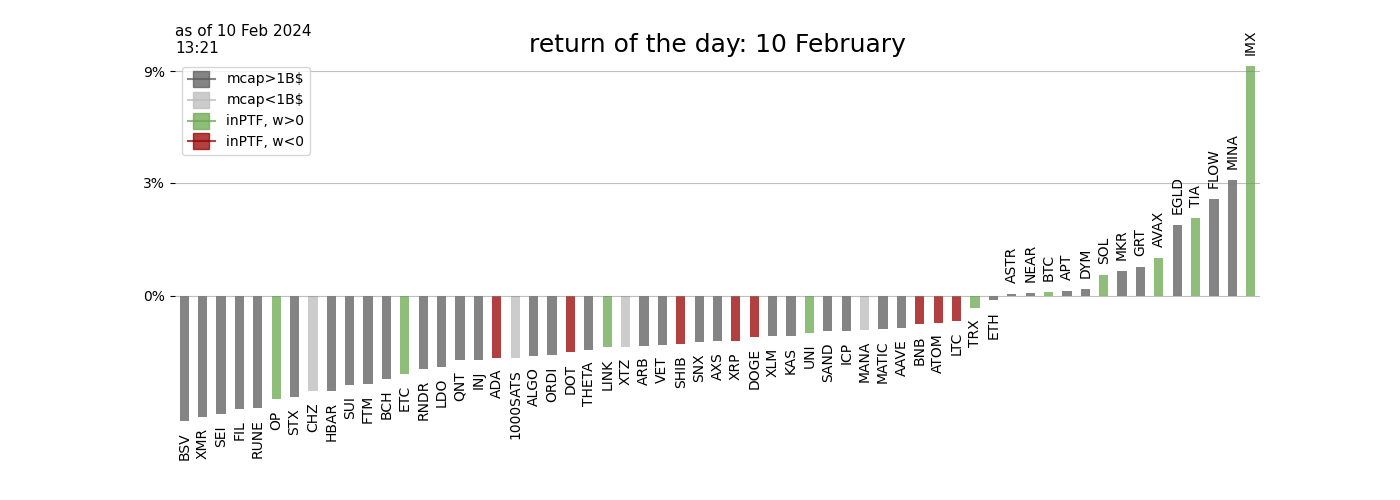 as of 10 Feb 2024
13:21
return of the day: 10 February
9%
3%
0%
mcap>1B$
mcap<1B$
inPTF, w>0
inPTF, w<0
BSV
XMR
SEI
FIL
RUNE
OP
STX
CHZ
HBAR
SUI
FTM
BCH
ETC
RNDR
LDO
QNT
INJ
ADA
1000SATS
ALGO
ORDI
DOT
THETA
LINK
XTZ
ARB
VET
SHIB
SNX
AXS
XRP
DOGE
XLM
KAS
UNI
SAND
ICP
MANA
MATIC
AAVE
BNB
ATOM
LTC
TRX
ETH
ASTR
NEAR
BTC
APT
DYM
SOL
MKR
GRT
AVAX
EGLD
TIA
FLOW
MINA
IMX